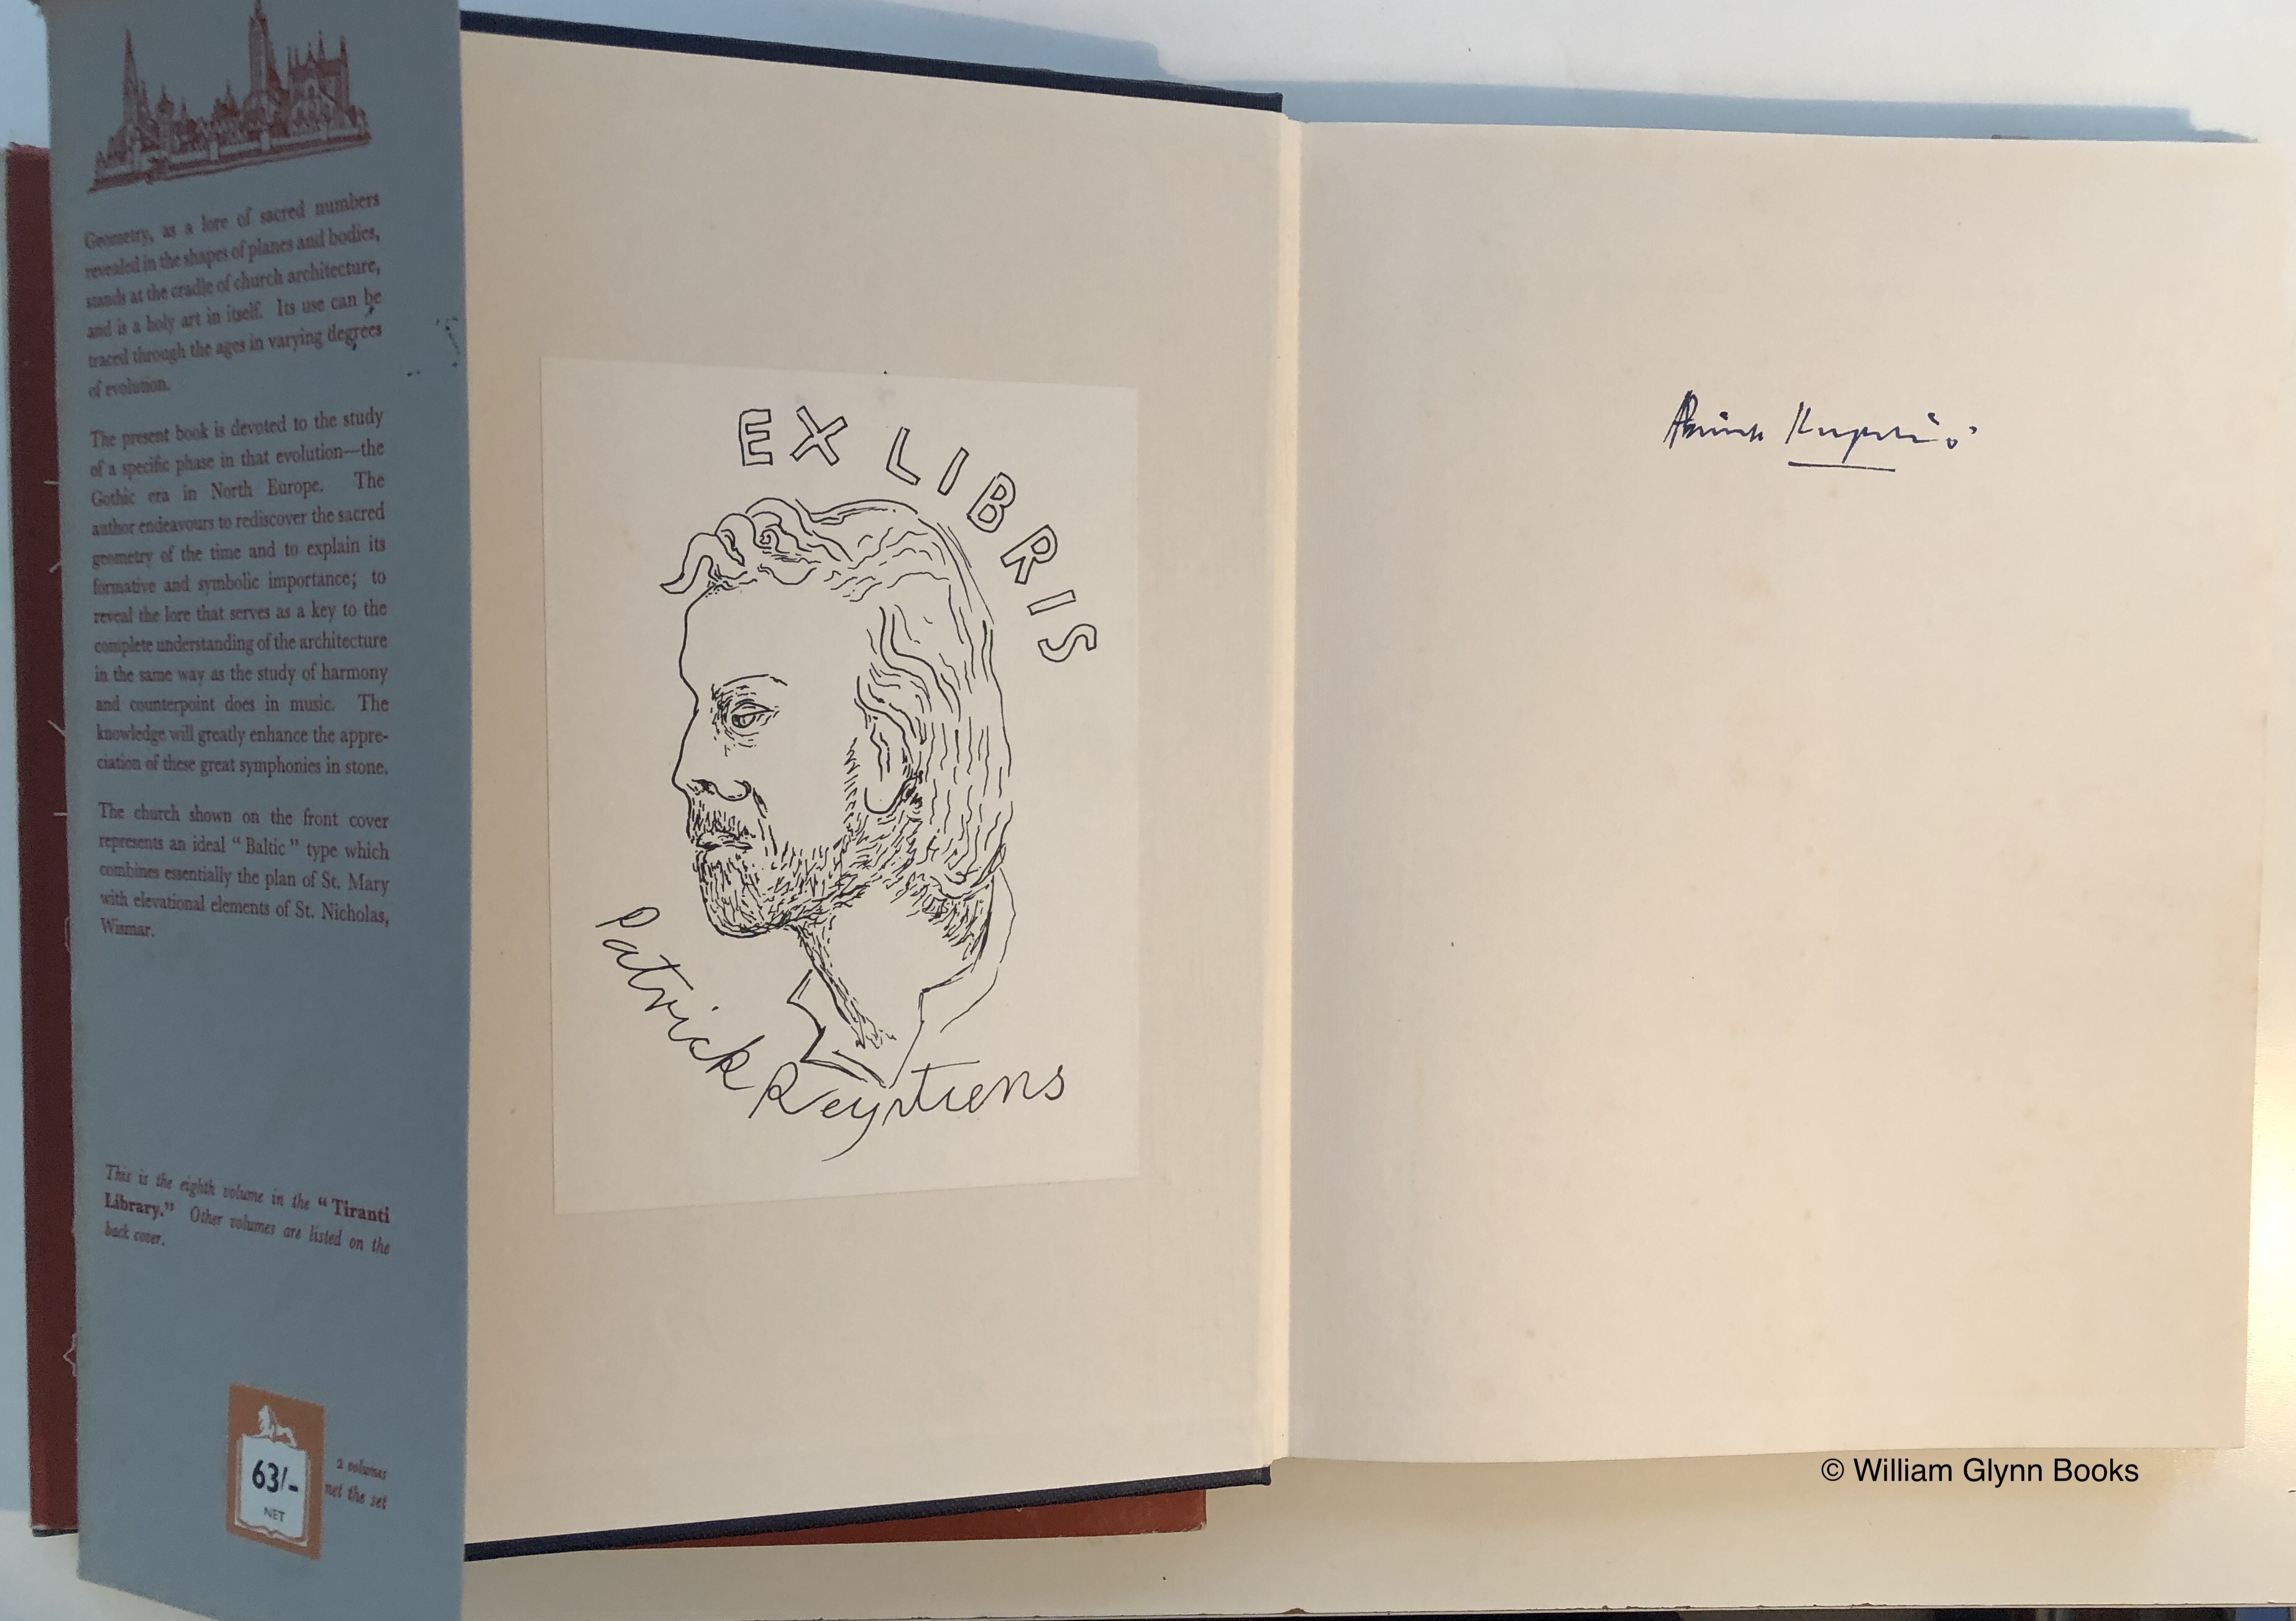 Geometry, as a lore of sacred numbers
revealed in the shapes of planes and bodies,
stands at the cradle of church architecture,
and is a holy art in itself. Its use can be
traced through the ages in varying degrees
of evolution.
The present book is devoted to the study
of a specific phase in that evolution—the
Gothic era in North Europe. The
author endeavours to rediscover the sacred
geometry of the time and to explain its
formative and symbolic importance; to
reveal the lore that serves as a key to the
complete understanding of the architecture
in the same way as the study of harmony
and counterpoint does in music. The
knowledge will greatly enhance the appre-
ciation of these great symphonies in stone.
The church shown on the front cover
represents an ideal "Baltic" type which
combines essentially the plan of St. Mary
with elevational elements of St. Nicholas,
Wismar.
This is the eighth volume in the "Tiranti
Library." Other volumes are listed on the
back cover.
63/-
NET
2 volumes
net the set
EX LIBRIS
Patrick Reyntiens
© William Glynn Books